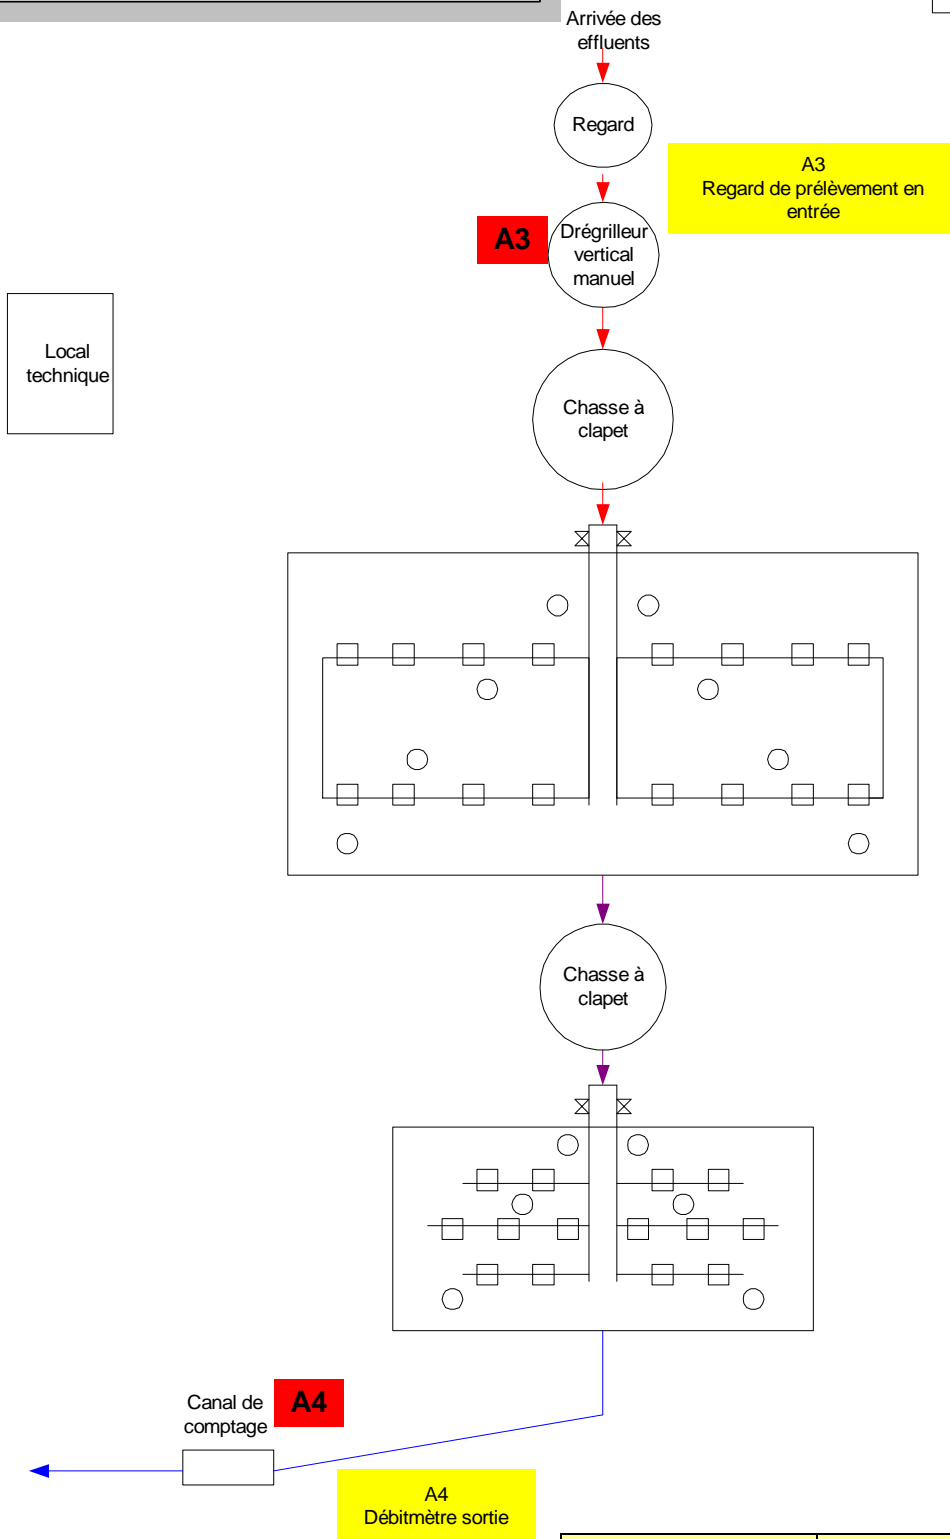 Arrivée des
effluents
Regard
A3
Regard de prélèvement en
entrée
A3
Drégrilleur
vertical
manuel
Local
technique
Chasse à
clapet
Chasse à
clapet
Canal de
comptage
A4
A4
Débitmètre sortie